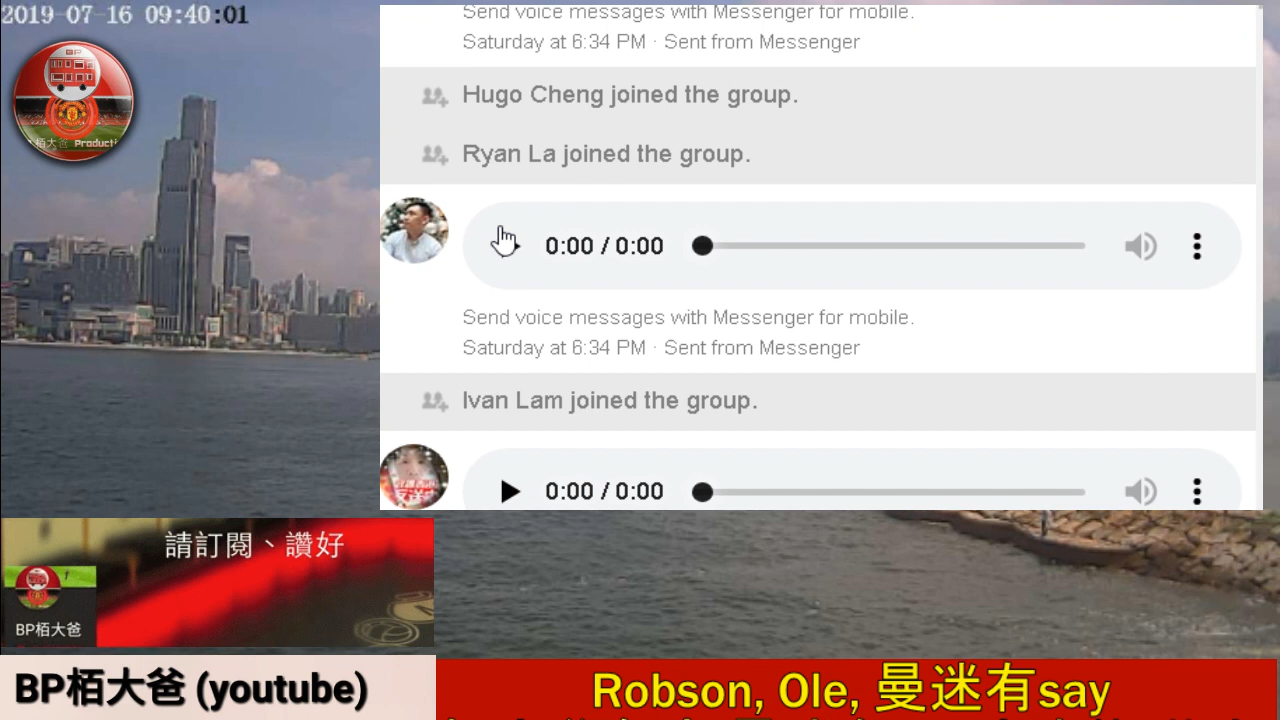 2019-07-16 09:40:01
BP
栢大爸 Producti
Send voice messages with Messenger for mobile.
Saturday at 6:34 PM · Sent from Messenger
Hugo Cheng joined the group.
Ryan La joined the group.
0:00 / 0:00
Send voice messages with Messenger for mobile.
Saturday at 6:34 PM · Sent from Messenger
Ivan Lam joined the group.
0:00 / 0:00
請訂閱、讚好
BP栢大爸
BP栢大爸 (youtube)
Robson, Ole, 曼迷有say